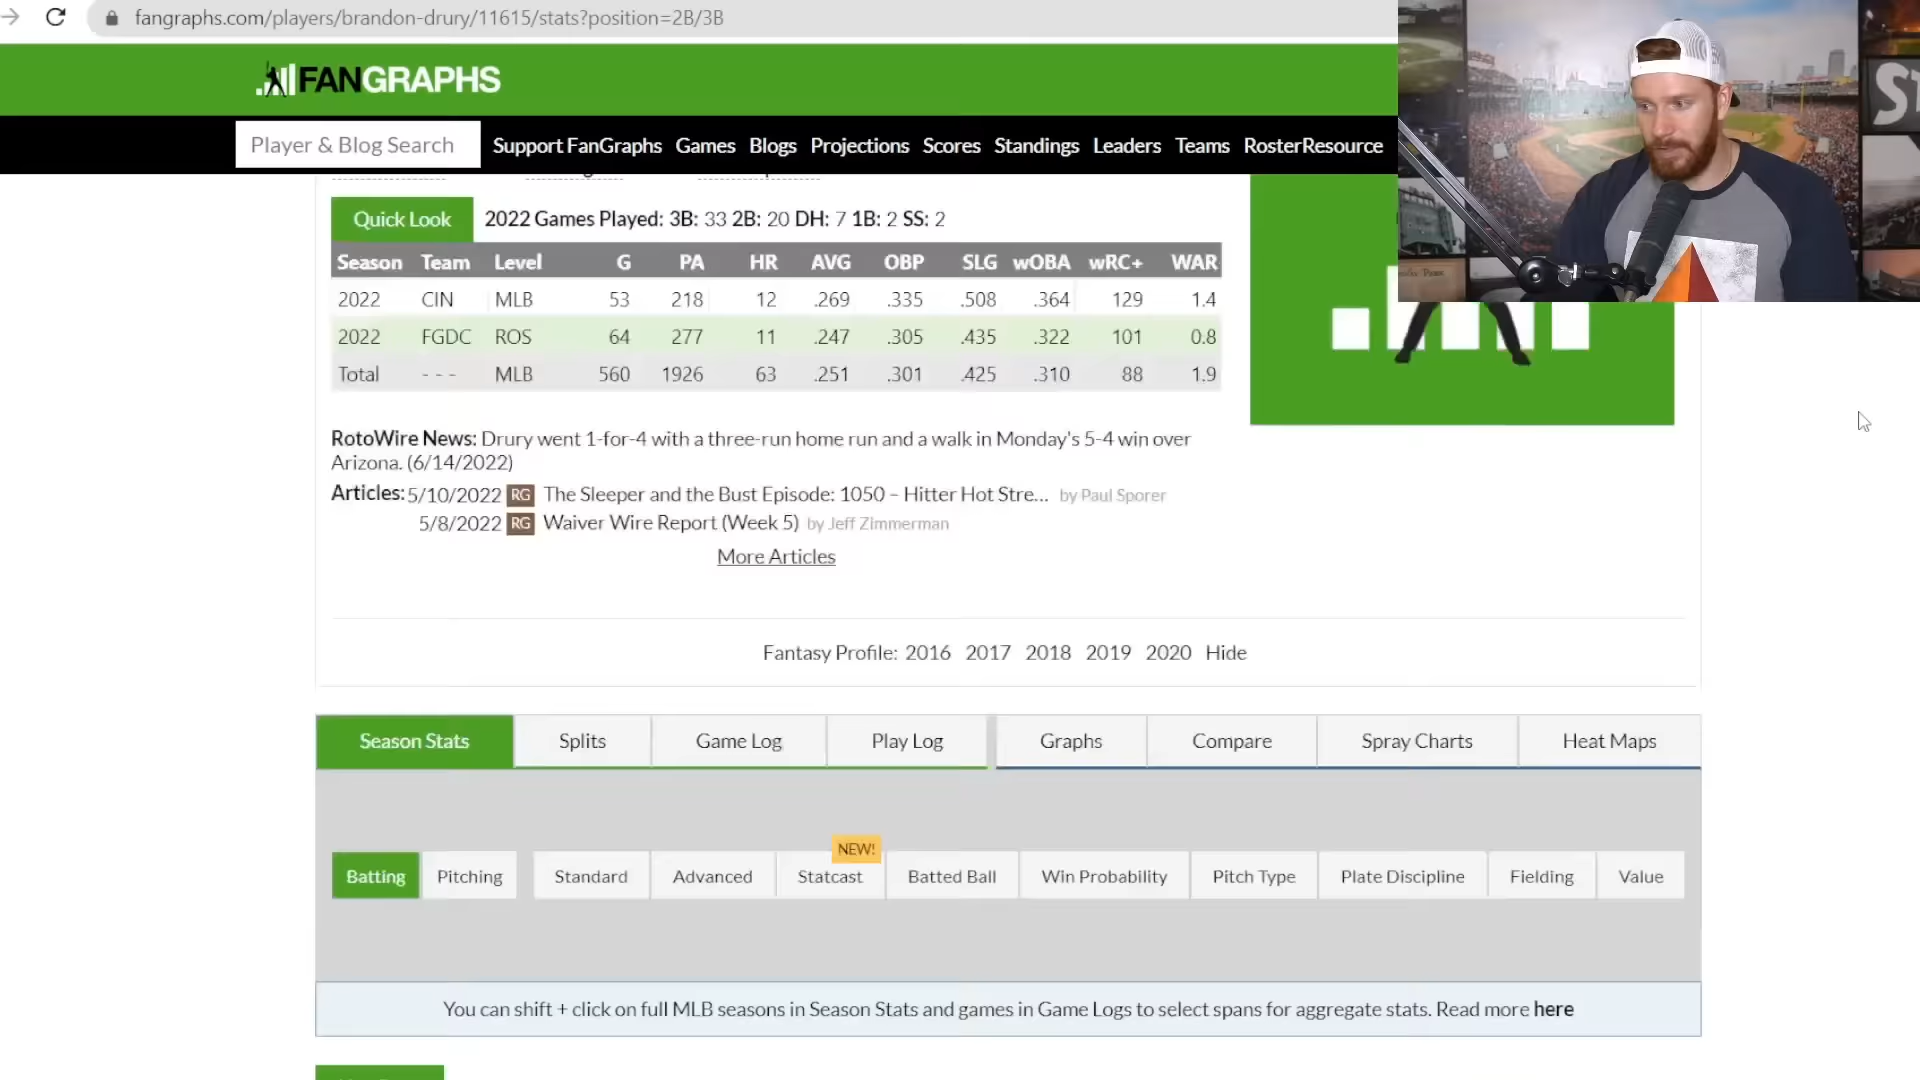 fangraphs.com/players/brandon-drury/11615/stats?position=2B/3B
FANGRAPHS
Player & Blog Search Support FanGraphs Games Blogs Projections Scores Standings Leaders Teams RosterResource
Quick Look 2022 Games Played: 3B: 33 2B: 20 DH: 7 1B: 2 SS: 2
Season Team Level G PA HR AVG OBP SLG wOBA wRC+ WAR
2022 CIN MLB 53 218 12 .269 .335 .508 .364 129 1.4
2022 FGDC ROS 64 277 11 .247 .305 .435 .322 101 0.8
Total - - - MLB 560 1926 63 .251 .301 .425 .310 88 1.9
RotoWire News: Drury went 1-for-4 with a three-run home run and a walk in Monday's 5-4 win over
Arizona. (6/14/2022)
Articles: 5/10/2022 RG The Sleeper and the Bust Episode: 1050 – Hitter Hot Stre... by Paul Sporer
5/8/2022 RG Waiver Wire Report (Week 5) by Jeff Zimmerman
More Articles
Fantasy Profile: 2016 2017 2018 2019 2020 Hide
Season Stats Splits Game Log Play Log Graphs Compare Spray Charts Heat Maps
NEW!
Batting Pitching Standard Advanced Statcast Batted Ball Win Probability Pitch Type Plate Discipline Fielding Value
You can shift + click on full MLB seasons in Season Stats and games in Game Logs to select spans for aggregate stats. Read more here